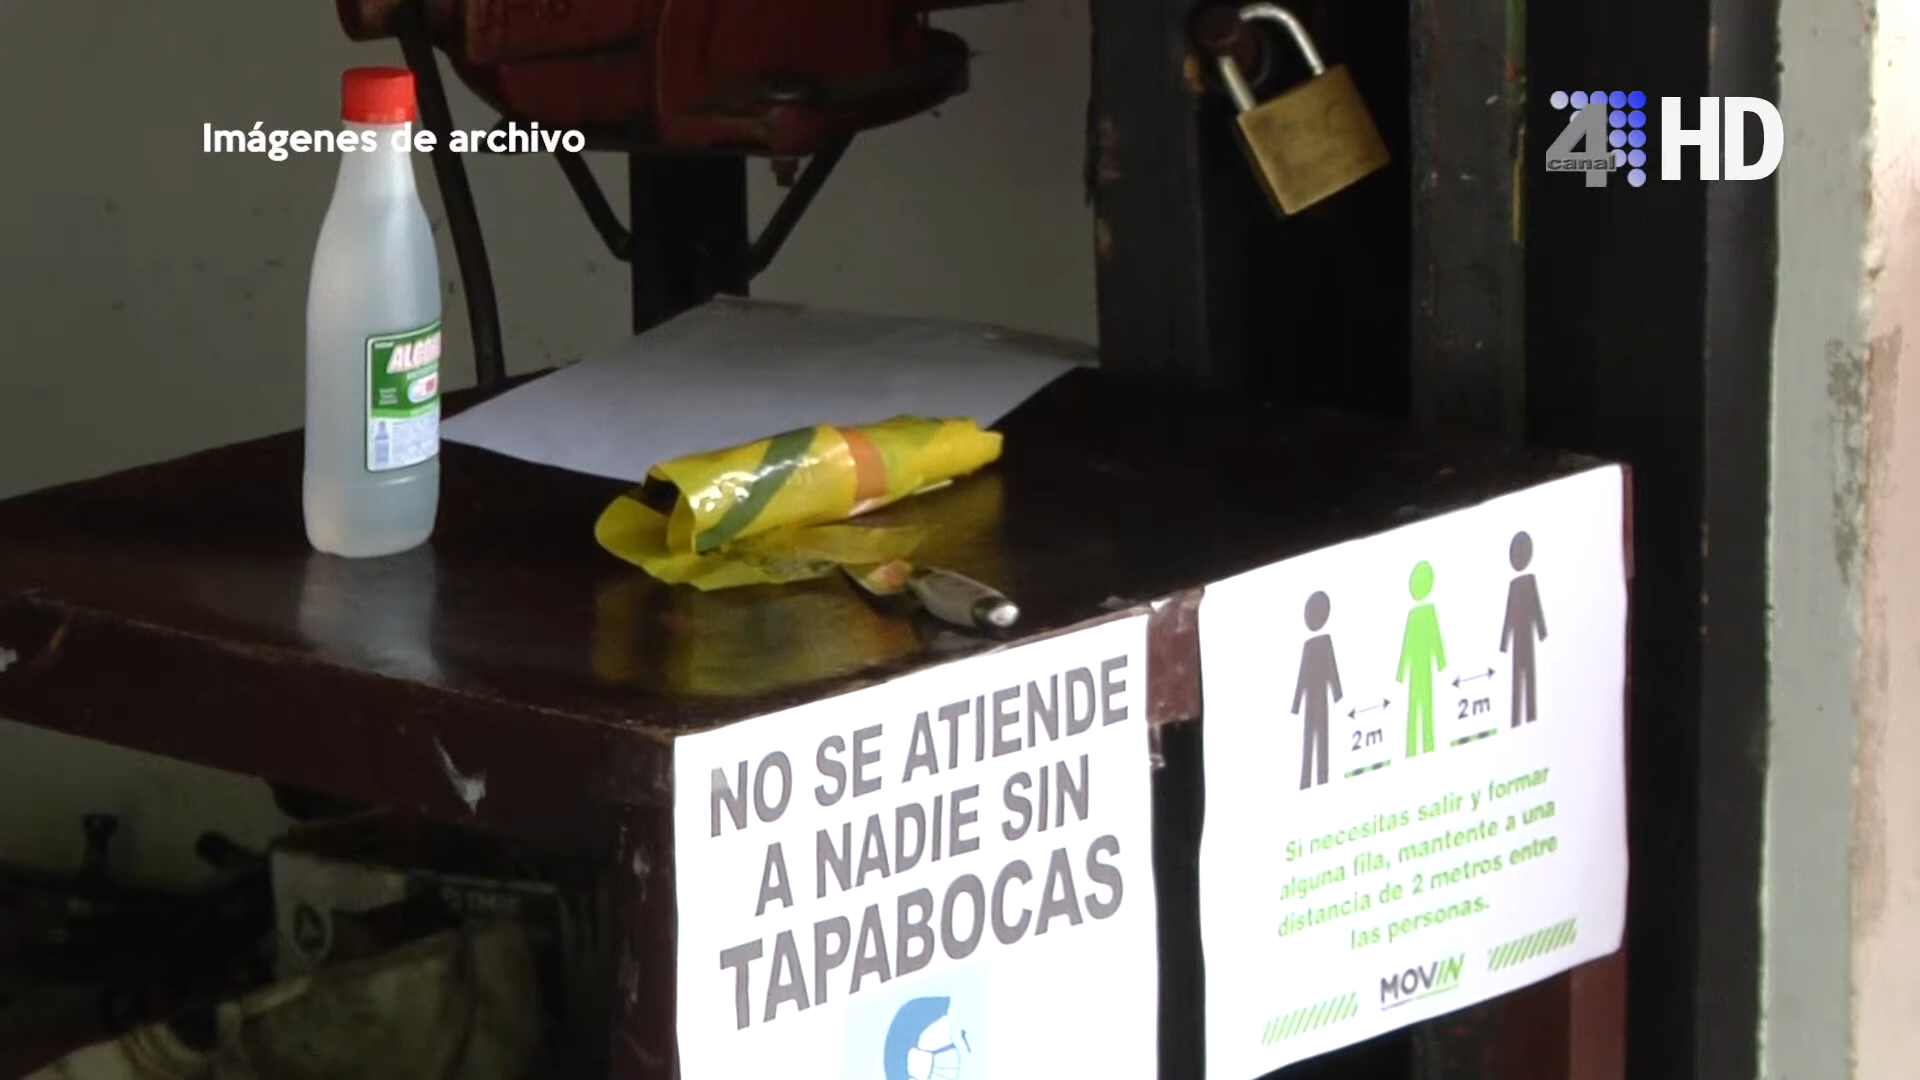 Imágenes de archivo
4 canal HD
NO SE ATIENDE
A NADIE SIN
TAPABOCAS
2m
2m
Si necesitas salir y formar
alguna fila, mantente a una
distancia de 2 metros entre
las personas.
MOVIN